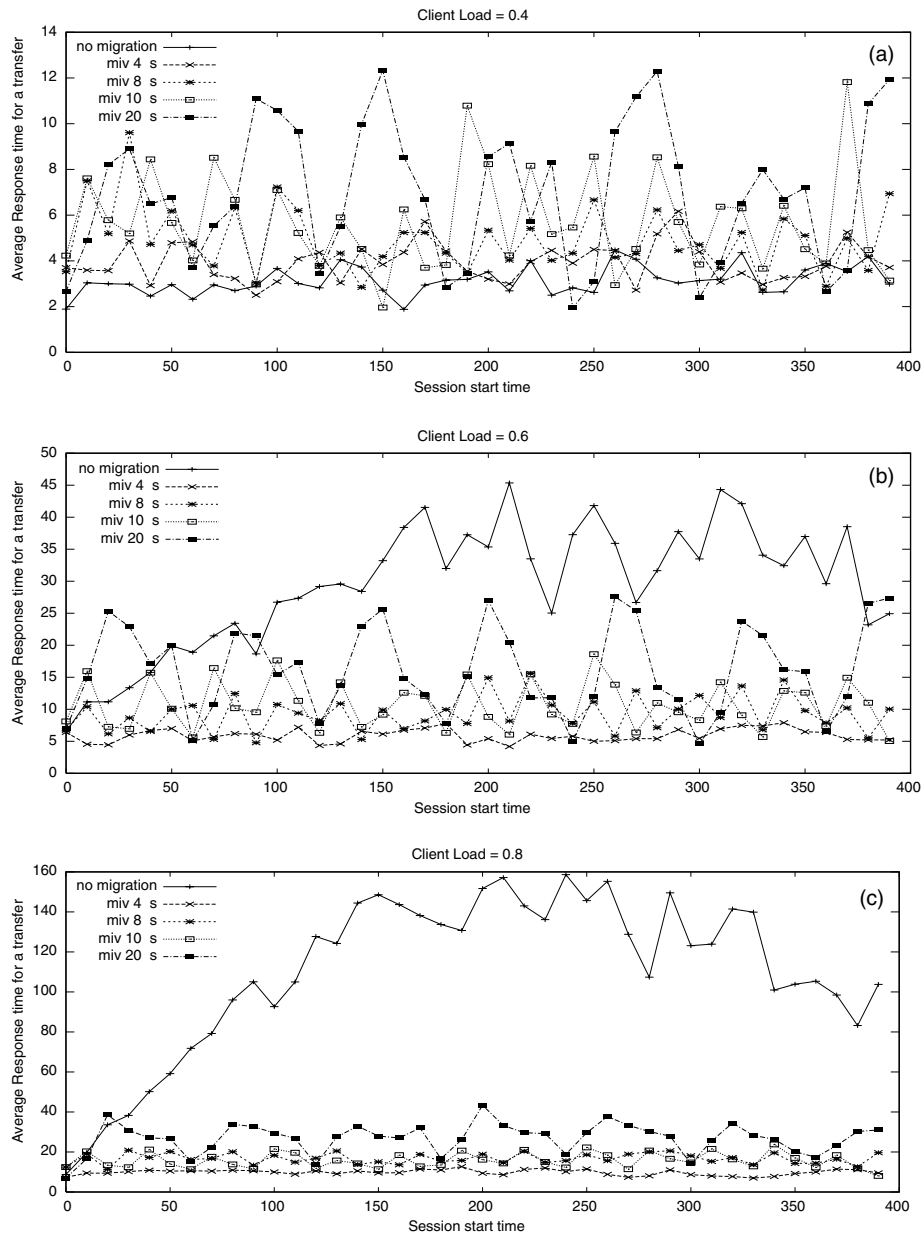 Client Load = 0.4
14
12
10
8
6
4
2
0
Average Response time for a transfer
no migration
miv 4 s
miv 8 s
miv 10 s
miv 20 s
(a)
0 50 100 150 200 250 300 350 400
Session start time
Client Load = 0.6
50
45
40
35
30
25
20
15
10
5
0
Average Response time for a transfer
no migration
miv 4 s
miv 8 s
miv 10 s
miv 20 s
(b)
0 50 100 150 200 250 300 350 400
Session start time
Client Load = 0.8
160
140
120
100
80
60
40
20
0
Average Response time for a transfer
no migration
miv 4 s
miv 8 s
miv 10 s
miv 20 s
(c)
0 50 100 150 200 250 300 350 400
Session start time